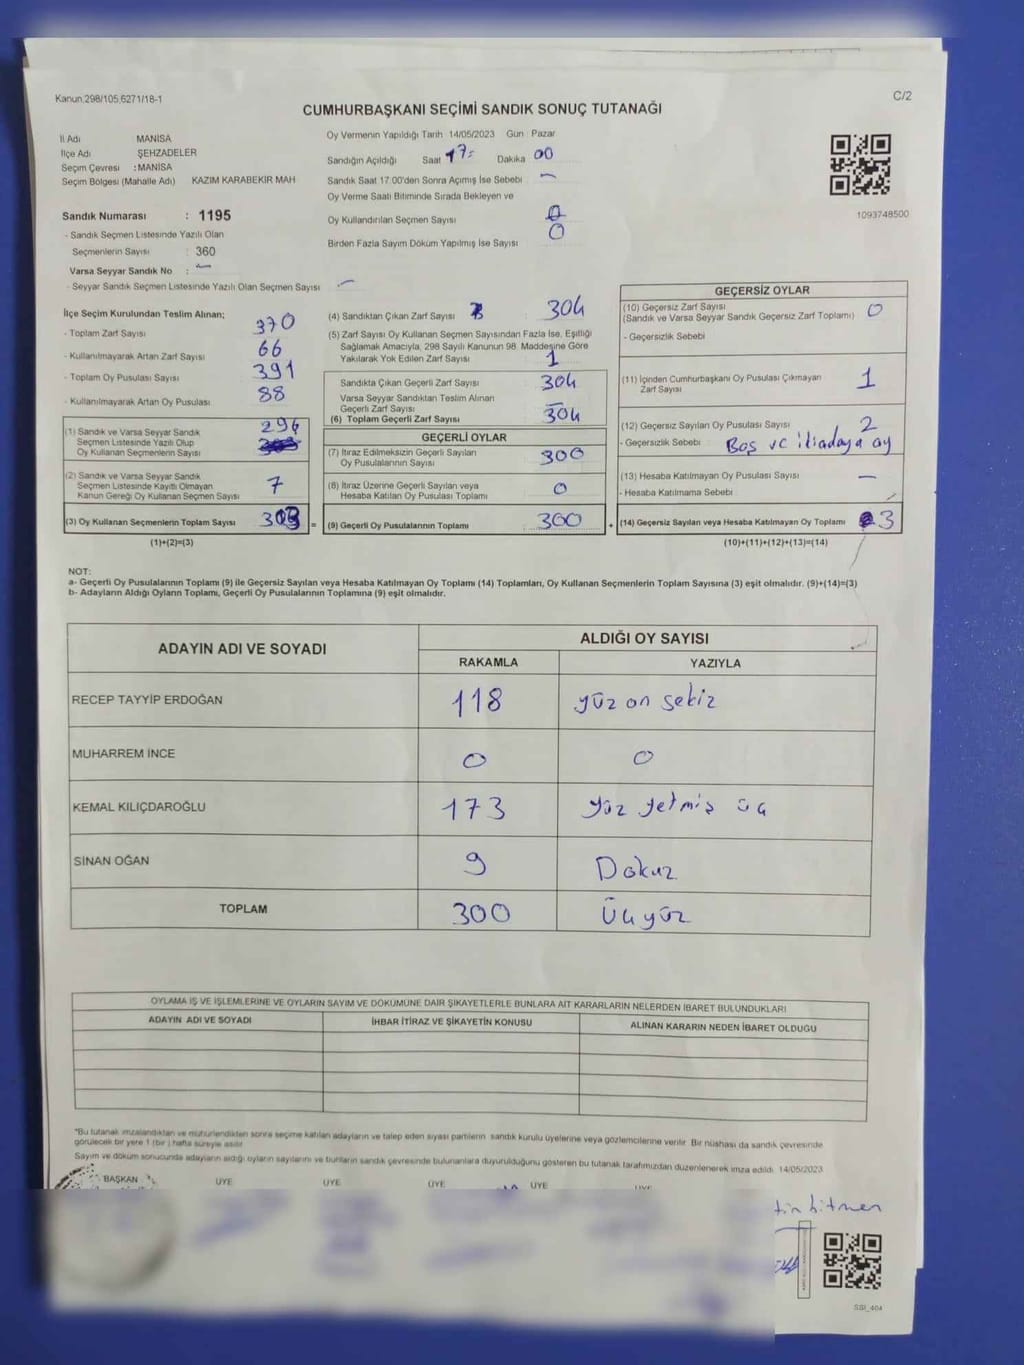 Kanun.298/105,6271/18-1
C/2
CUMHURBAŞKANI SEÇİMİ SANDIK SONUÇ TUTANAĞI
İl Adı MANİSA
İlçe Adı ŞEHZADELER
Seçim Çevresi : MANİSA
Seçim Bölgesi (Mahalle Adı) KAZIM KARABEKİR MAH
Sandık Numarası : 1195
- Sandık Seçmen Listesinde Yazılı Olan
Seçmenlerin Sayısı : 360
Varsa Seyyar Sandık No : —
- Seyyar Sandık Seçmen Listesinde Yazılı Olan Seçmen Sayısı —
Oy Vermenin Yapıldığı Tarih 14/05/2023 Gün : Pazar
Sandığın Açıldığı Saat 17: Dakika 00
Sandık Saat 17.00'den Sonra Açımış İse Sebebi —
Oy Verme Saati Bitiminde Sırada Bekleyen ve
Oy Kullandırılan Seçmen Sayısı 0
Birden Fazla Sayım Döküm Yapılmış İse Sayısı 0
1093748500
İlçe Seçim Kurulundan Teslim Alınan;
- Toplam Zarf Sayısı 370
- Kullanılmayarak Artan Zarf Sayısı 66
- Toplam Oy Pusulası Sayısı 391
- Kullanılmayarak Artan Oy Pusulası 88
(1) Sandık ve Varsa Seyyar Sandık
Seçmen Listesinde Yazılı Olup
Oy Kullanan Seçmenlerin Sayısı 296
(2) Sandık ve Varsa Seyyar Sandık
Seçmen Listesinde Kayıtlı Olmayan
Kanun Gereği Oy Kullanan Seçmen Sayısı 7
(3) Oy Kullanan Seçmenlerin Toplam Sayısı 303 =
(1)+(2)=(3)
(4) Sandıktan Çıkan Zarf Sayısı : 304
(5) Zarf Sayısı Oy Kullanan Seçmen Sayısından Fazla İse, Eşitliği
Sağlamak Amacıyla, 298 Sayılı Kanunun 98. Maddesine Göre
Yakılarak Yok Edilen Zarf Sayısı 1
Sandıkta Çıkan Geçerli Zarf Sayısı 304
Varsa Seyyar Sandıktan Teslim Alınan
Geçerli Zarf Sayısı —
(6) Toplam Geçerli Zarf Sayısı 304
GEÇERLİ OYLAR
(7) İtiraz Edilmeksizin Geçerli Sayılan
Oy Pusulalarının Sayısı 300
(8) İtiraz Üzerine Geçerli Sayılan veya
Hesaba Katılan Oy Pusulası Toplamı 0
(9) Geçerli Oy Pusulalarının Toplamı 300 +
GEÇERSİZ OYLAR
(10) Geçersiz Zarf Sayısı
(Sandık ve Varsa Seyyar Sandık Geçersiz Zarf Toplamı) 0
- Geçersizlik Sebebi
(11) İçinden Cumhurbaşkanı Oy Pusulası Çıkmayan
Zarf Sayısı 1
(12) Geçersiz Sayılan Oy Pusulası Sayısı 2
- Geçersizlik Sebebi Boş ve iki adaya oy
(13) Hesaba Katılmayan Oy Pusulası Sayısı —
- Hesaba Katılmama Sebebi
(14) Geçersiz Sayılan veya Hesaba Katılmayan Oy Toplamı 3
(10)+(11)+(12)+(13)=(14)
NOT:
a- Geçerli Oy Pusulalarının Toplamı (9) ile Geçersiz Sayılan veya Hesaba Katılmayan Oy Toplamı (14) Toplamları, Oy Kullanan Seçmenlerin Toplam Sayısına (3) eşit olmalıdır. (9)+(14)=(3)
b- Adayların Aldığı Oyların Toplamı, Geçerli Oy Pusulalarının Toplamına (9) eşit olmalıdır.
ADAYIN ADI VE SOYADI
ALDIĞI OY SAYISI
RAKAMLA YAZIYLA
RECEP TAYYİP ERDOĞAN 118 yüz on sekiz
MUHARREM İNCE 0 0
KEMAL KILIÇDAROĞLU 173 yüz yetmiş üç
SİNAN OĞAN 9 Dokuz
TOPLAM 300 Üçyüz
OYLAMA İŞ VE İŞLEMLERİNE VE OYLARIN SAYIM VE DÖKÜMÜNE DAİR ŞİKAYETLERLE BUNLARA AİT KARARLARIN NELERDEN İBARET BULUNDUKLARI
ADAYIN ADI VE SOYADI İHBAR İTİRAZ VE ŞİKAYETİN KONUSU ALINAN KARARIN NEDEN İBARET OLDUĞU
*Bu tutanak imzalandıktan ve mühürlendikten sonra seçime katılan adayların ve talep eden siyasi partilerin sandık kurulu üyelerine veya gözlemcilerine verilir. Bir nüshası da sandık çevresinde
görülecek bir yere 1 (bir) hafta süreyle asılır.
Sayım ve döküm sonucunda adayların aldığı oyların sayılarını ve bunların sandık çevresinde bulunanlara duyurulduğunu gösteren bu tutanak tarafımızdan düzenlenerek imza edildi. 14/05/2023
BAŞKAN ÜYE ÜYE ÜYE ÜYE
SSI_404